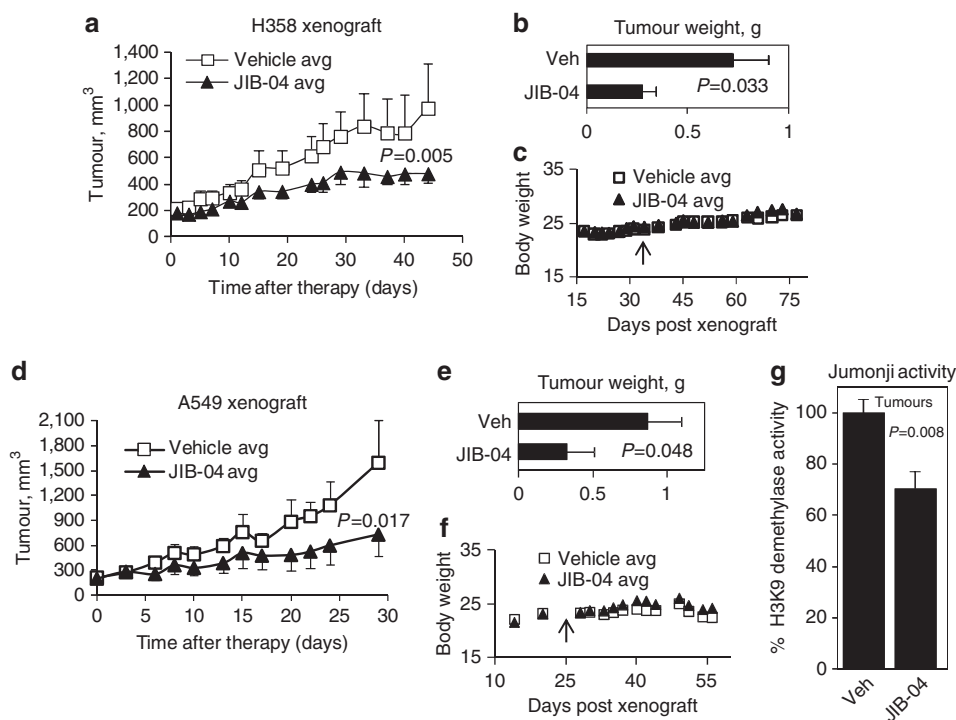 a
H358 xenograft
Tumour, mm3
1,400
1,200
1,000
800
600
400
200
0
Vehicle avg
JIB-04 avg
P=0.005
0 10 20 30 40 50
Time after therapy (days)
b
Tumour weight, g
Veh
JIB-04
P=0.033
0 0.5 1
c
Body weight
35
25
15
Vehicle avg
JIB-04 avg
15 30 45 60 75
Days post xenograft
d
A549 xenograft
Tumour, mm3
2,100
1,800
1,500
1,200
900
600
300
0
Vehicle avg
JIB-04 avg
P=0.017
0 5 10 15 20 25 30
Time after therapy (days)
e
Tumour weight, g
Veh
JIB-04
P=0.048
0 0.5 1
f
Body weight
35
25
15
Vehicle avg
JIB-04 avg
10 25 40 55
Days post xenograft
g
Jumonji activity
% H3K9 demethylase activity
100
80
60
40
20
0
Tumours
P=0.008
Veh
JIB-04